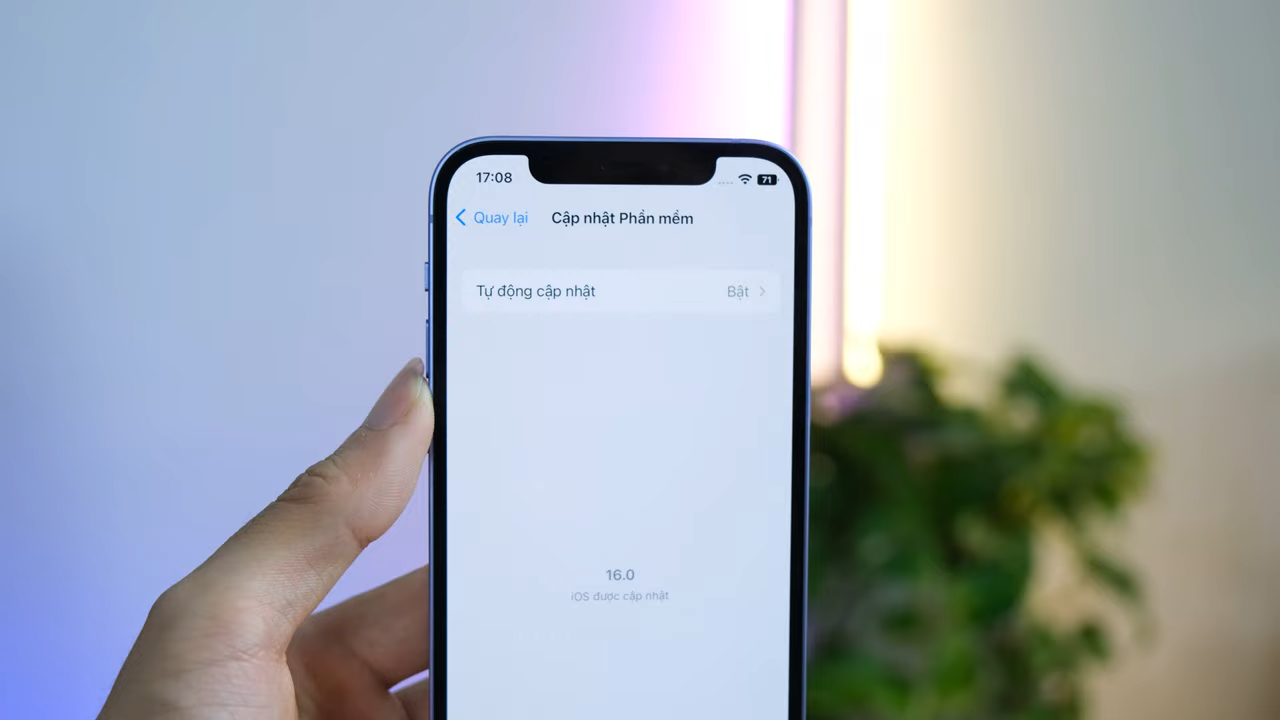 17:08
71
Quay lại
Cập nhật Phần mềm
Tự động cập nhật
Bật
16.0
iOS được cập nhật